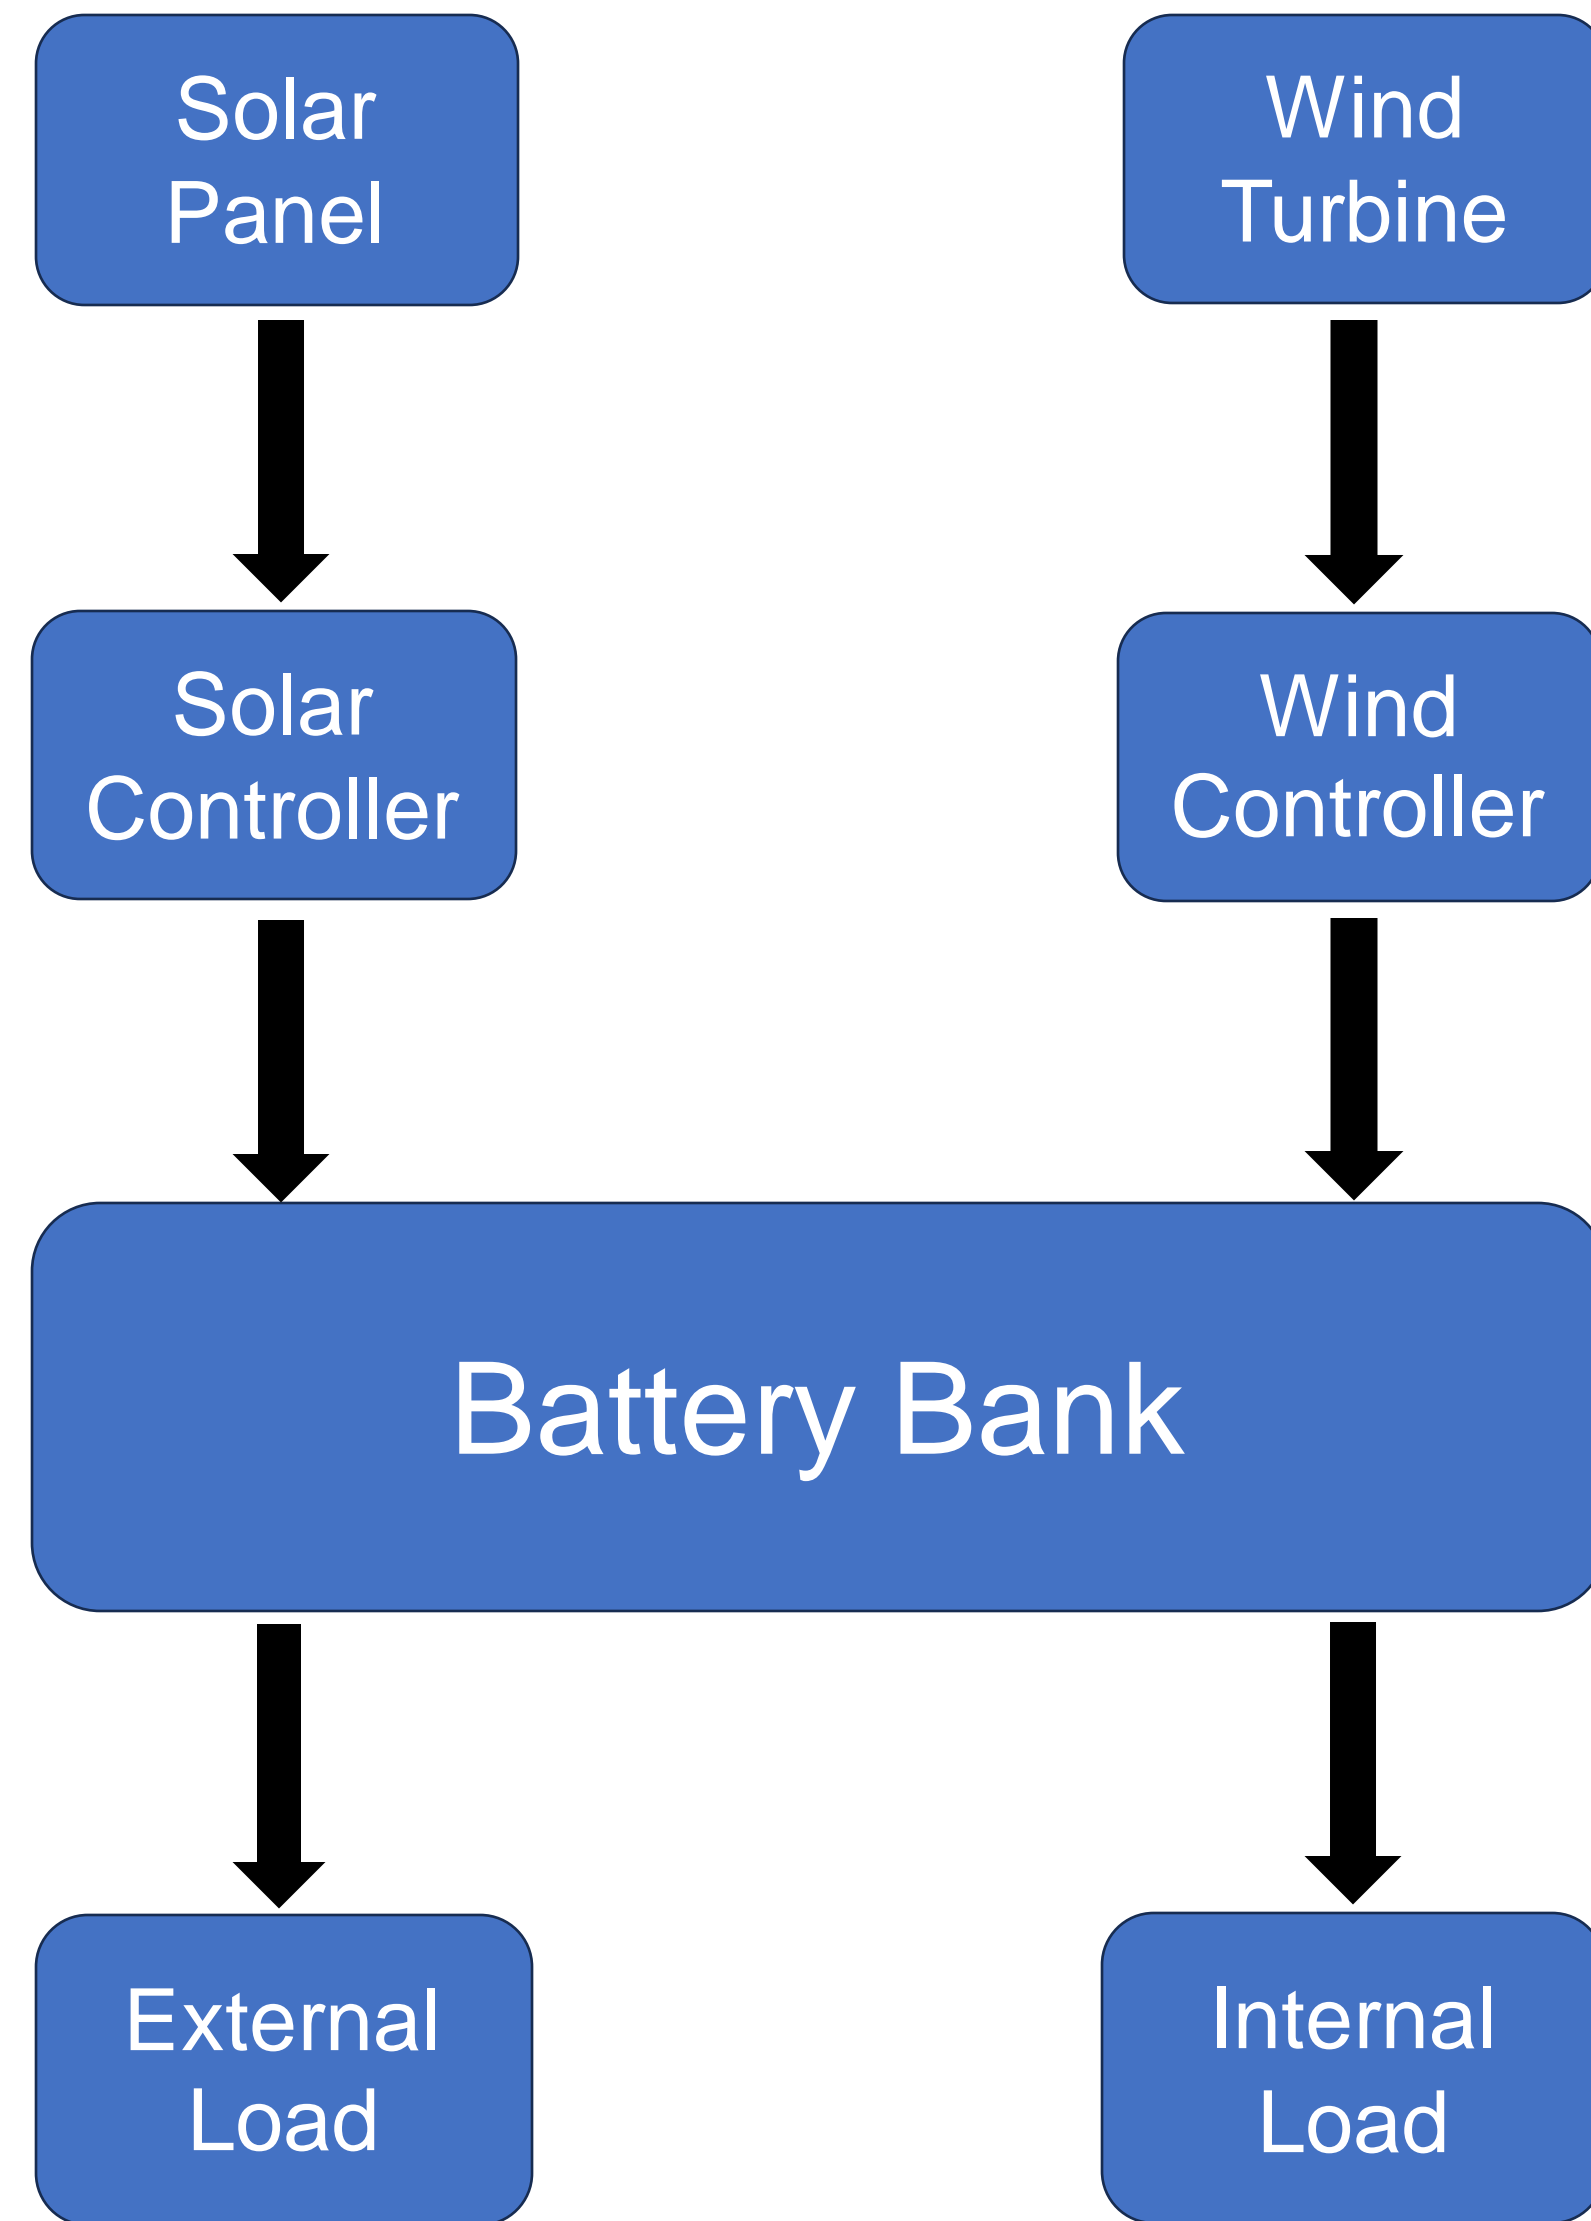 Solar
Panel
Wind
Turbine
Solar
Controller
Wind
Controller
Battery Bank
External
Load
Internal
Load